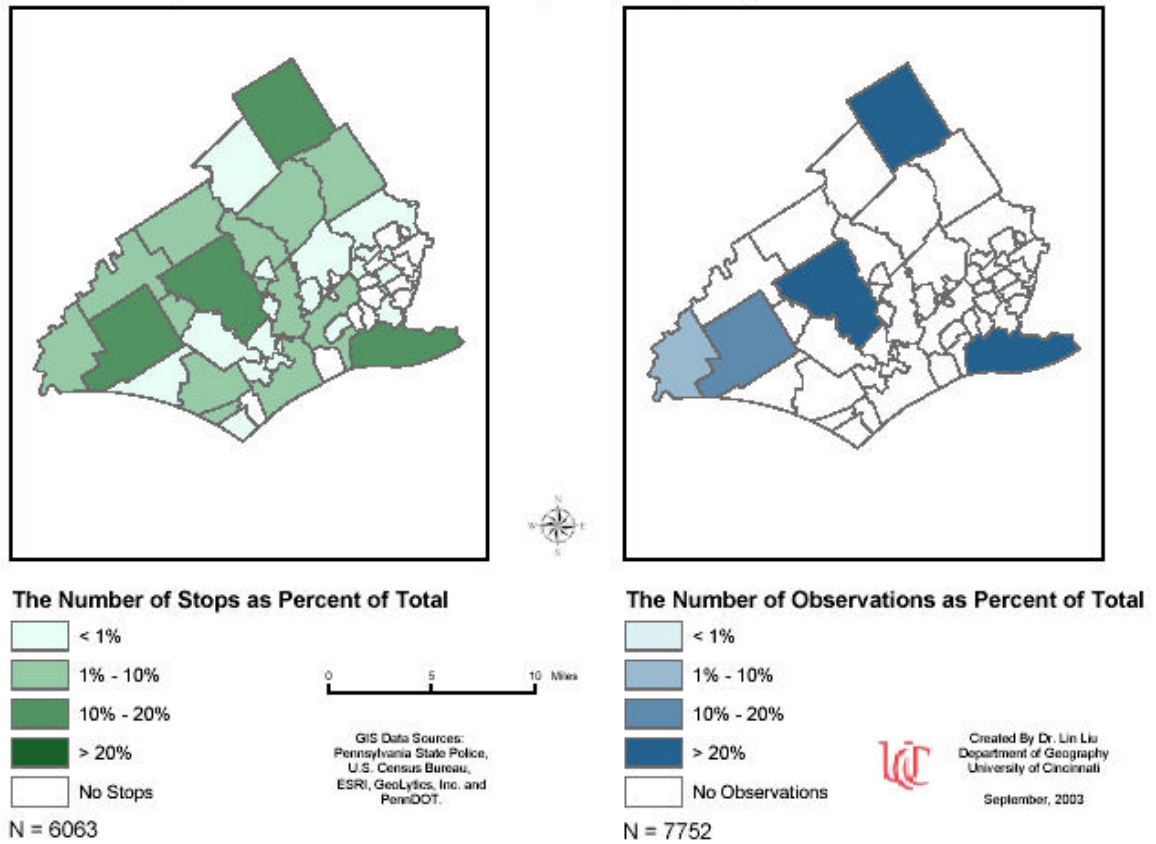 N
W E
S
The Number of Stops as Percent of Total
< 1%
1% - 10%
10% - 20%
> 20%
No Stops
N = 6063
0 5 10 Miles
GIS Data Sources:
Pennsylvania State Police,
U.S. Census Bureau,
ESRI, GeoLytics, Inc. and
PennDOT.
The Number of Observations as Percent of Total
< 1%
1% - 10%
10% - 20%
> 20%
No Observations
N = 7752
UC
Created By Dr. Lin Liu
Department of Geography
University of Cincinnati
September, 2003